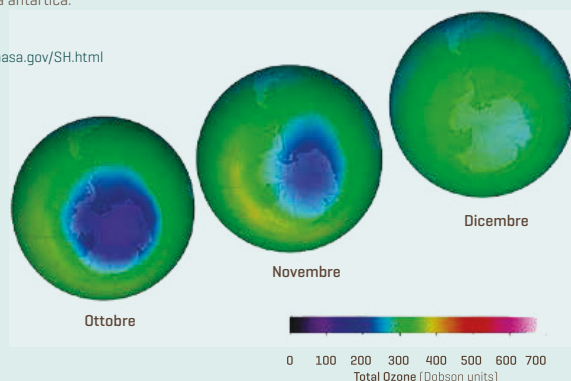 a antartica.
asa.gov/SH.html
Dicembre
Novembre
Ottobre
0 100 200 300 400 500 600 700
Total Ozone (Dobson units)